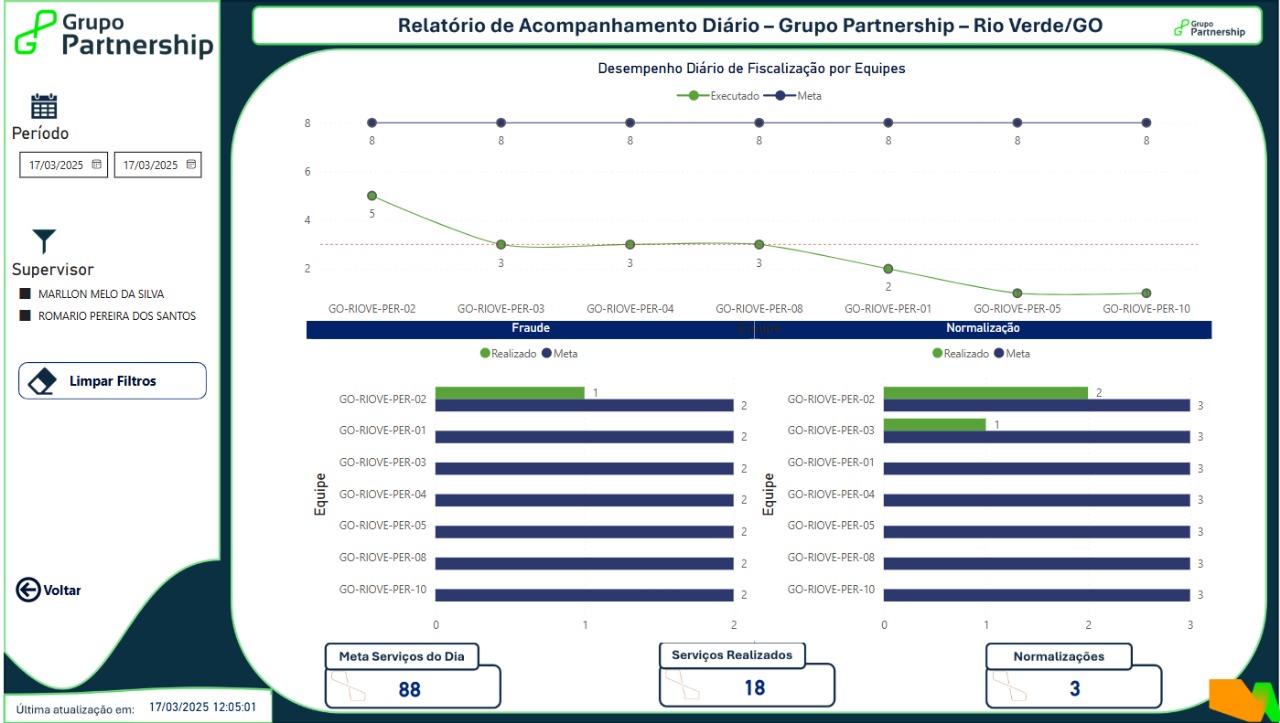 Grupo
Partnership
Relatório de Acompanhamento Diário – Grupo Partnership – Rio Verde/GO
Grupo
Partnership
Período
17/03/2025 17/03/2025
Supervisor
MARLLON MELO DA SILVA
ROMARIO PEREIRA DOS SANTOS
Limpar Filtros
Voltar
Última atualização em: 17/03/2025 12:05:01
Desempenho Diário de Fiscalização por Equipes
Executado Meta
8
8 8 8 8 8 8 8
6
5
4
3 3 3
2
2
GO-RIOVE-PER-02 GO-RIOVE-PER-03 GO-RIOVE-PER-04 GO-RIOVE-PER-08 GO-RIOVE-PER-01 GO-RIOVE-PER-05 GO-RIOVE-PER-10
Equipe
Fraude
Realizado Meta
Equipe
GO-RIOVE-PER-02 1
2
GO-RIOVE-PER-01 2
GO-RIOVE-PER-03 2
GO-RIOVE-PER-04 2
GO-RIOVE-PER-05 2
GO-RIOVE-PER-08 2
GO-RIOVE-PER-10 2
0 1 2
Normalização
Realizado Meta
Equipe
GO-RIOVE-PER-02 2
3
GO-RIOVE-PER-03 1
3
GO-RIOVE-PER-01 3
GO-RIOVE-PER-04 3
GO-RIOVE-PER-05 3
GO-RIOVE-PER-08 3
GO-RIOVE-PER-10 3
0 1 2 3
Meta Serviços do Dia
88
Serviços Realizados
18
Normalizações
3